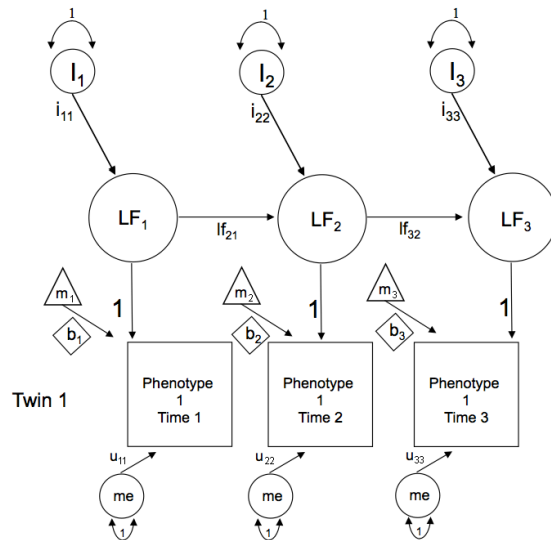 1 1 1
I₁ I₂ I₃
i₁₁ i₂₂ i₃₃
LF₁ LF₂ LF₃
lf₂₁ lf₃₂
m₁ m₂ m₃
1 1 1
b₁ b₂ b₃
Phenotype Phenotype Phenotype
1 1 1
Time 1 Time 2 Time 3
Twin 1
u₁₁ u₂₂ u₃₃
me me me
1 1 1